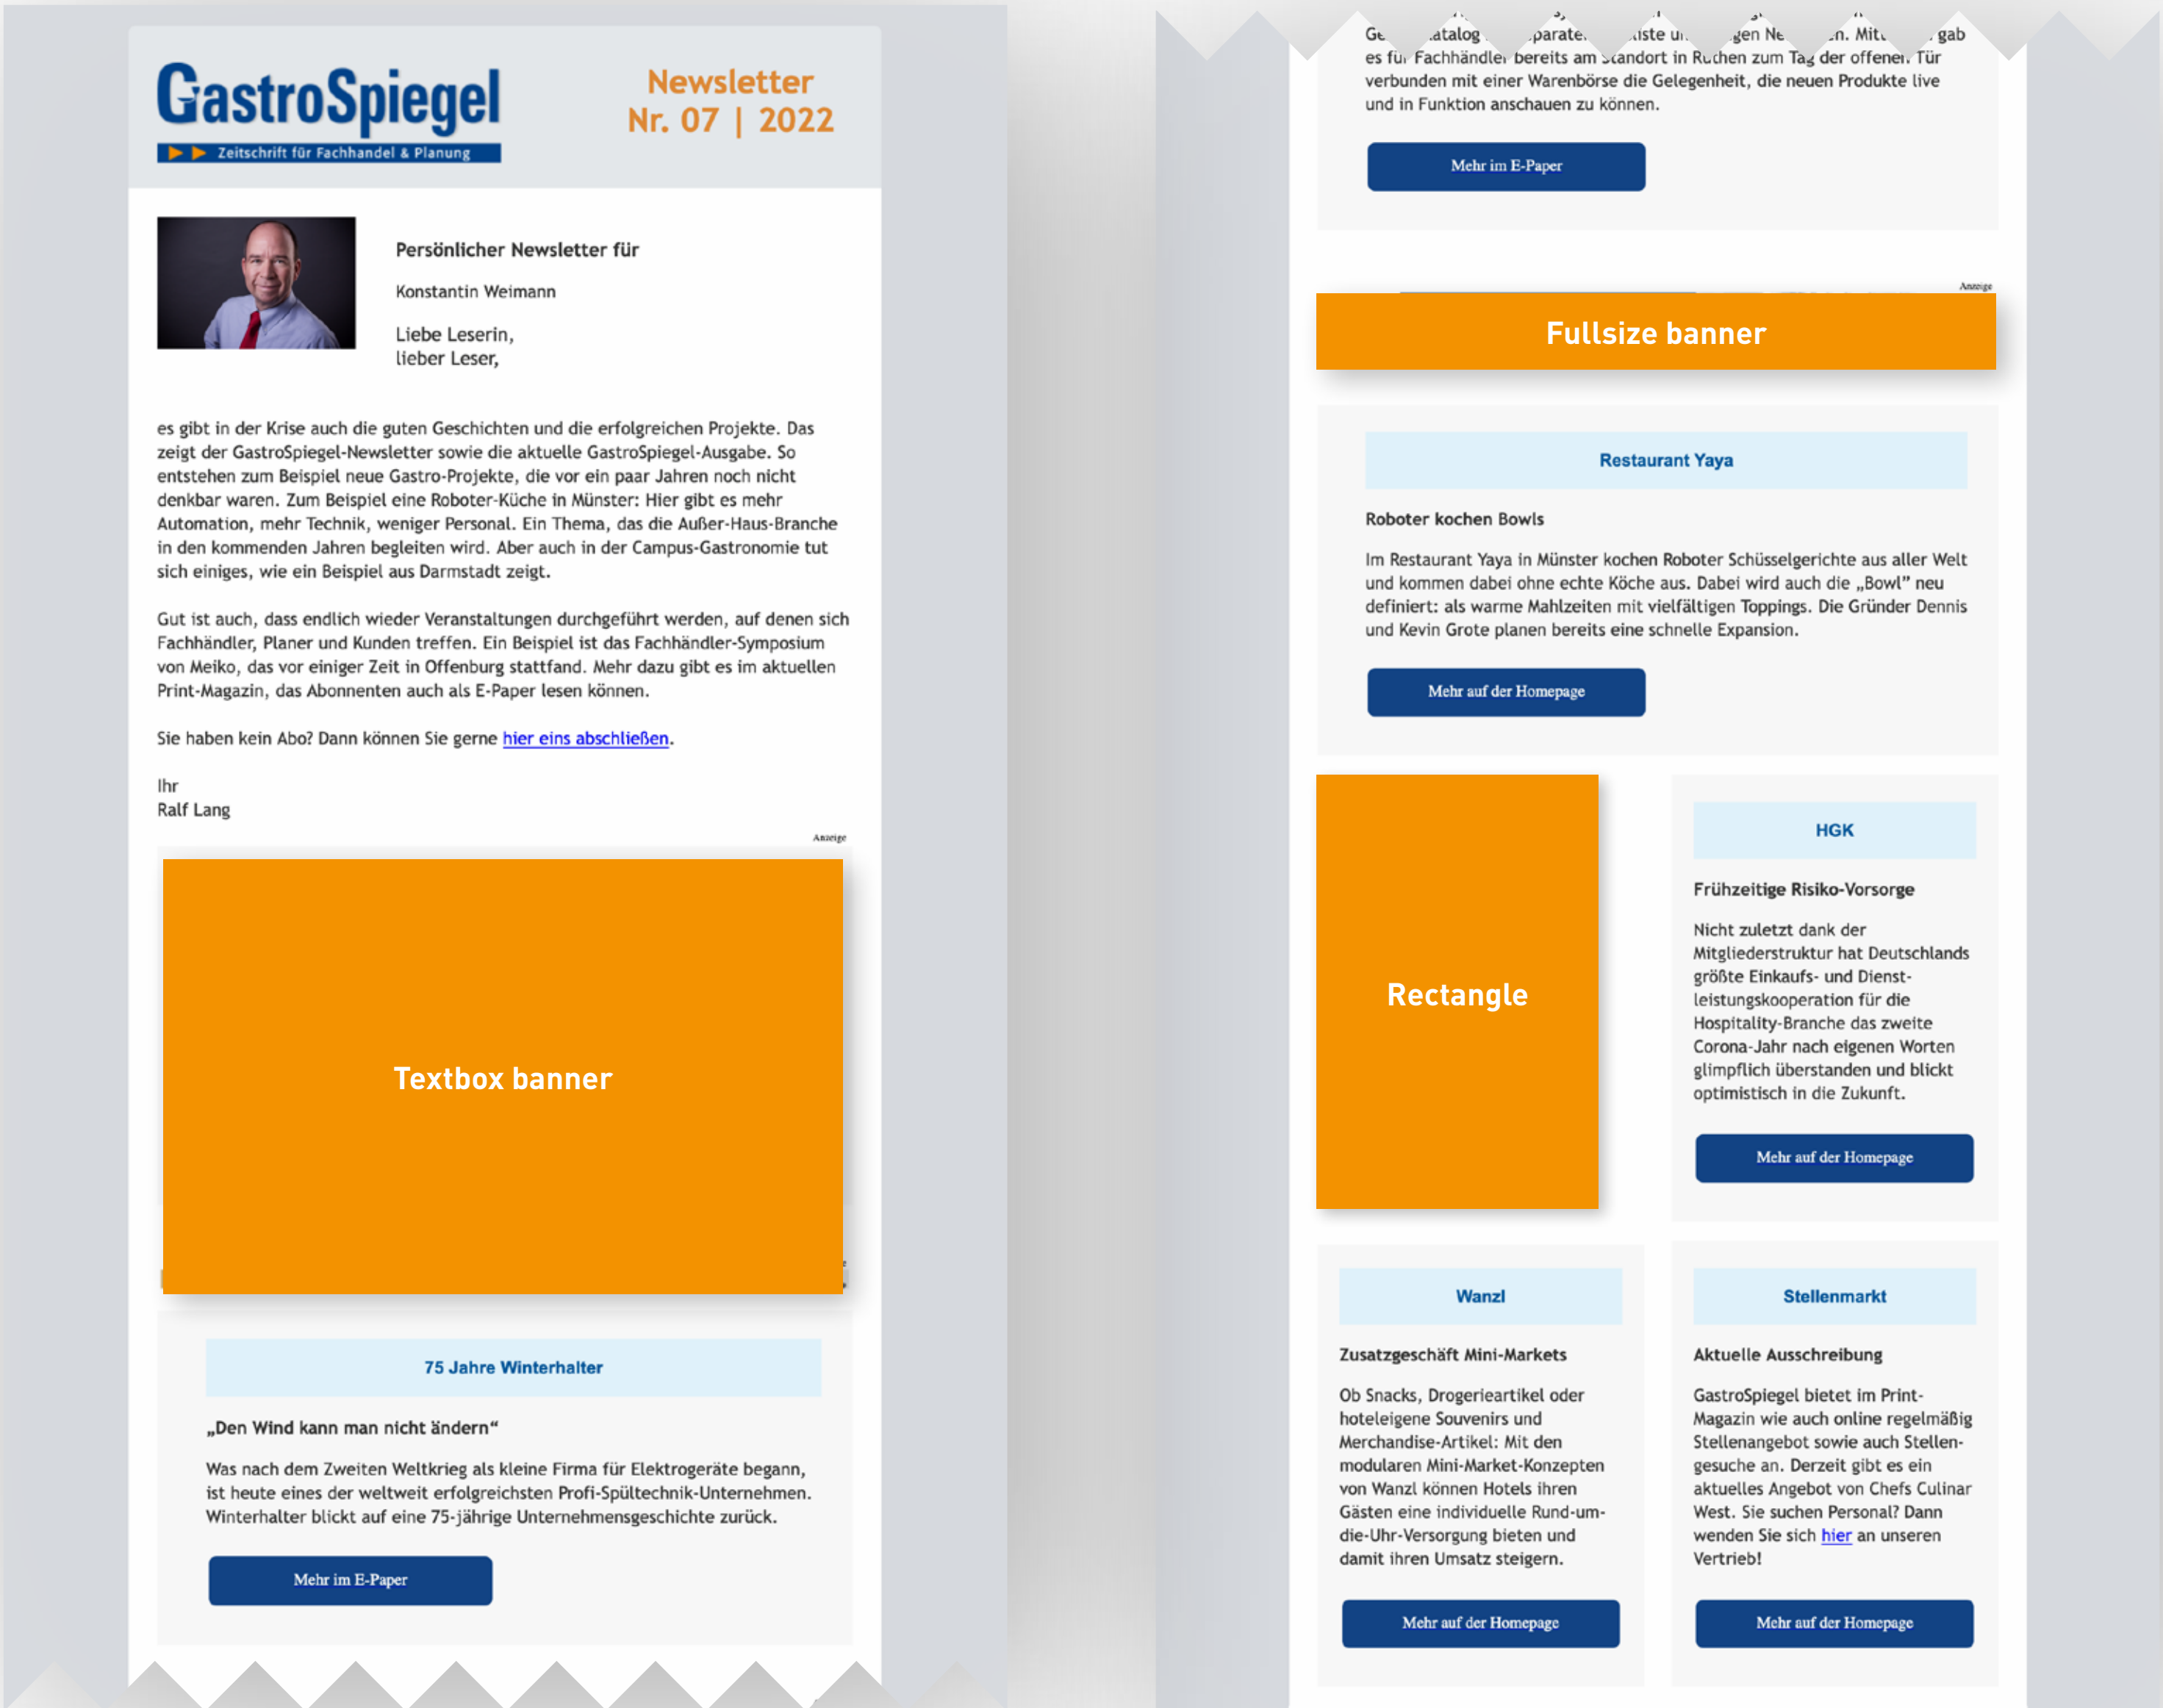 GastroSpiegel
Zeitschrift für Fachhandel & Planung
Newsletter
Nr. 07 | 2022
Persönlicher Newsletter für
Konstantin Weimann
Liebe Leserin,
lieber Leser,
es gibt in der Krise auch die guten Geschichten und die erfolgreichen Projekte. Das
zeigt der GastroSpiegel-Newsletter sowie die aktuelle GastroSpiegel-Ausgabe. So
entstehen zum Beispiel neue Gastro-Projekte, die vor ein paar Jahren noch nicht
denkbar waren. Zum Beispiel eine Roboter-Küche in Münster: Hier gibt es mehr
Automation, mehr Technik, weniger Personal. Ein Thema, das die Außer-Haus-Branche
in den kommenden Jahren begleiten wird. Aber auch in der Campus-Gastronomie tut
sich einiges, wie ein Beispiel aus Darmstadt zeigt.
Gut ist auch, dass endlich wieder Veranstaltungen durchgeführt werden, auf denen sich
Fachhändler, Planer und Kunden treffen. Ein Beispiel ist das Fachhändler-Symposium
von Meiko, das vor einiger Zeit in Offenburg stattfand. Mehr dazu gibt es im aktuellen
Print-Magazin, das Abonnenten auch als E-Paper lesen können.
Sie haben kein Abo? Dann können Sie gerne hier eins abschließen.
Ihr
Ralf Lang
Anzeige
Textbox banner
75 Jahre Winterhalter
„Den Wind kann man nicht ändern“
Was nach dem Zweiten Weltkrieg als kleine Firma für Elektrogeräte begann,
ist heute eines der weltweit erfolgreichsten Profi-Spültechnik-Unternehmen.
Winterhalter blickt auf eine 75-jährige Unternehmensgeschichte zurück.
Mehr im E-Paper
gab
es für Fachhändler bereits am Standort in Rüthen zum Tag der offenen Tür
verbunden mit einer Warenbörse die Gelegenheit, die neuen Produkte live
und in Funktion anschauen zu können.
Mehr im E-Paper
Anzeige
Fullsize banner
Restaurant Yaya
Roboter kochen Bowls
Im Restaurant Yaya in Münster kochen Roboter Schüsselgerichte aus aller Welt
und kommen dabei ohne echte Köche aus. Dabei wird auch die „Bowl” neu
definiert: als warme Mahlzeiten mit vielfältigen Toppings. Die Gründer Dennis
und Kevin Grote planen bereits eine schnelle Expansion.
Mehr auf der Homepage
Rectangle
HGK
Frühzeitige Risiko-Vorsorge
Nicht zuletzt dank der
Mitgliederstruktur hat Deutschlands
größte Einkaufs- und Dienst-
leistungskooperation für die
Hospitality-Branche das zweite
Corona-Jahr nach eigenen Worten
glimpflich überstanden und blickt
optimistisch in die Zukunft.
Mehr auf der Homepage
Wanzl
Zusatzgeschäft Mini-Markets
Ob Snacks, Drogerieartikel oder
hoteleigene Souvenirs und
Merchandise-Artikel: Mit den
modularen Mini-Market-Konzepten
von Wanzl können Hotels ihren
Gästen eine individuelle Rund-um-
die-Uhr-Versorgung bieten und
damit ihren Umsatz steigern.
Mehr auf der Homepage
Stellenmarkt
Aktuelle Ausschreibung
GastroSpiegel bietet im Print-
Magazin wie auch online regelmäßig
Stellenangebot sowie auch Stellen-
gesuche an. Derzeit gibt es ein
aktuelles Angebot von Chefs Culinar
West. Sie suchen Personal? Dann
wenden Sie sich hier an unseren
Vertrieb!
Mehr auf der Homepage